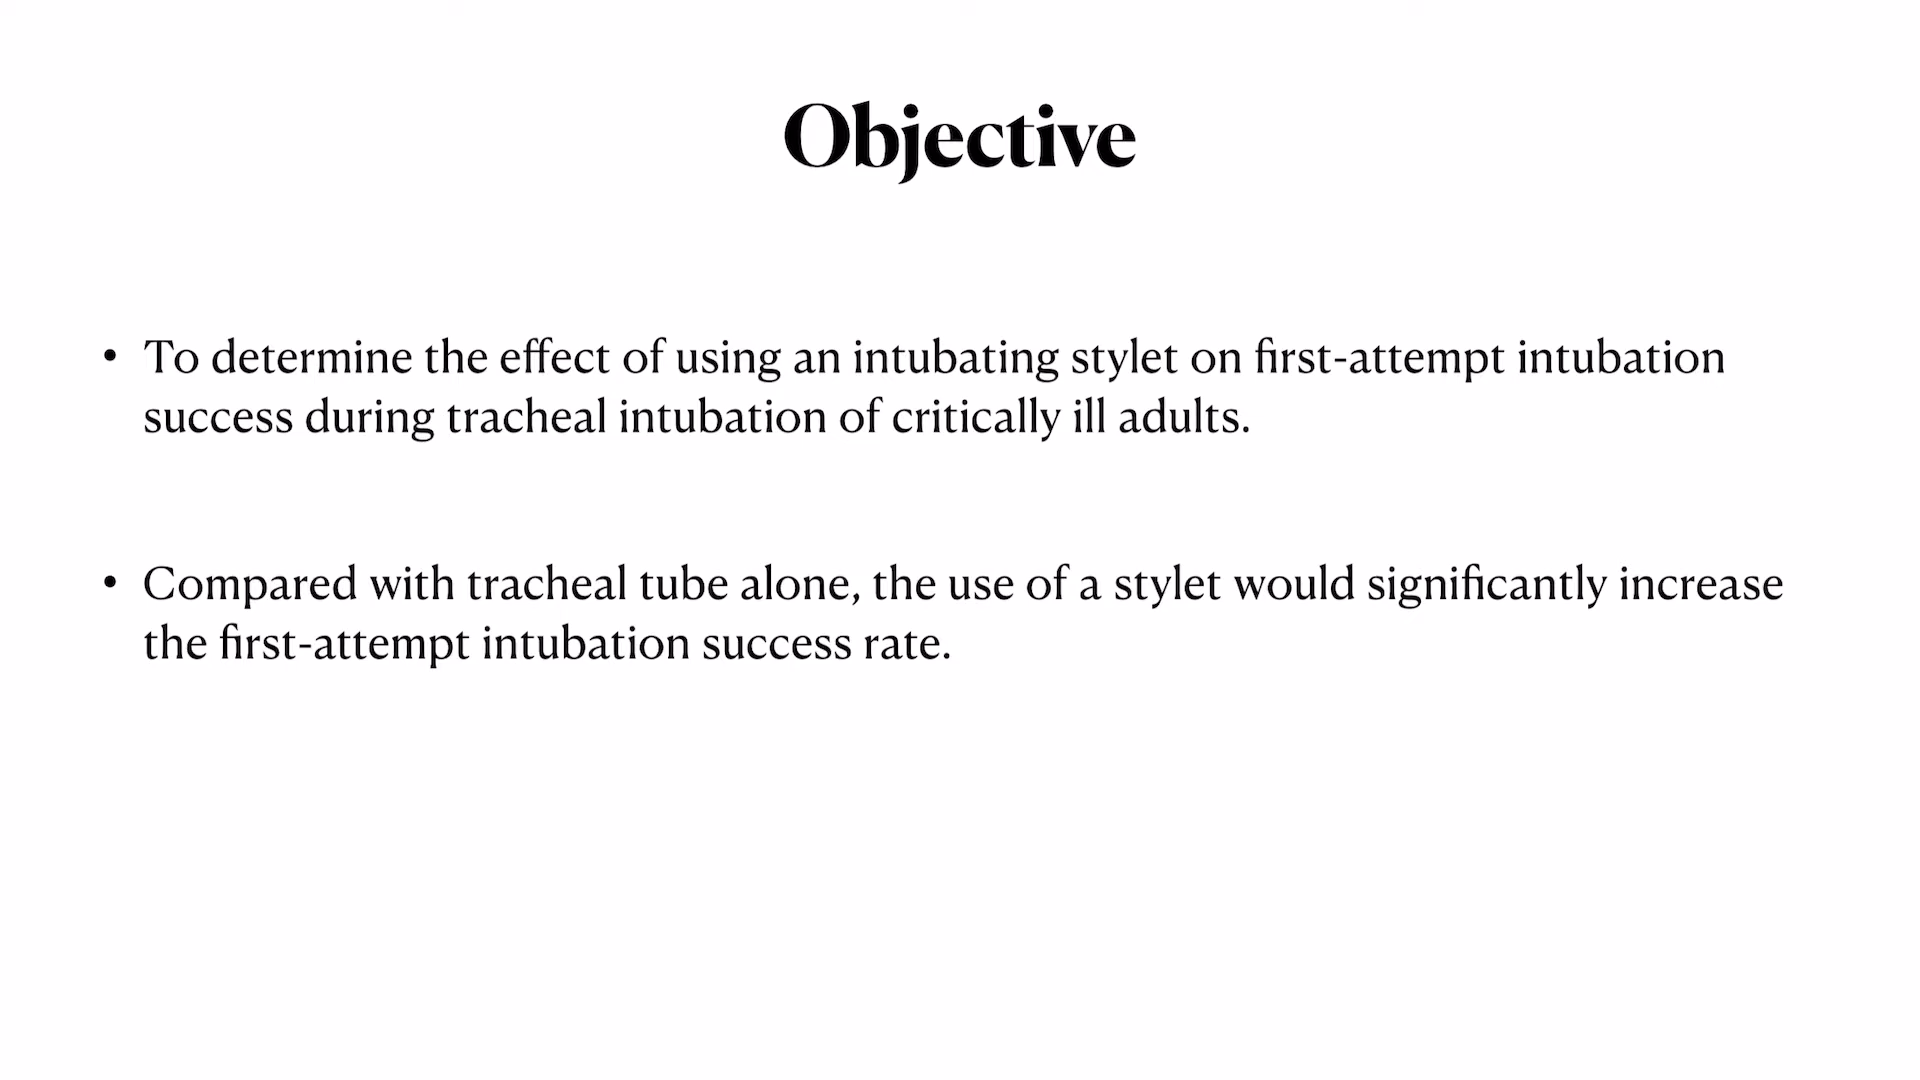 Objective
• To determine the effect of using an intubating stylet on first-attempt intubation
success during tracheal intubation of critically ill adults.
• Compared with tracheal tube alone, the use of a stylet would significantly increase
the first-attempt intubation success rate.